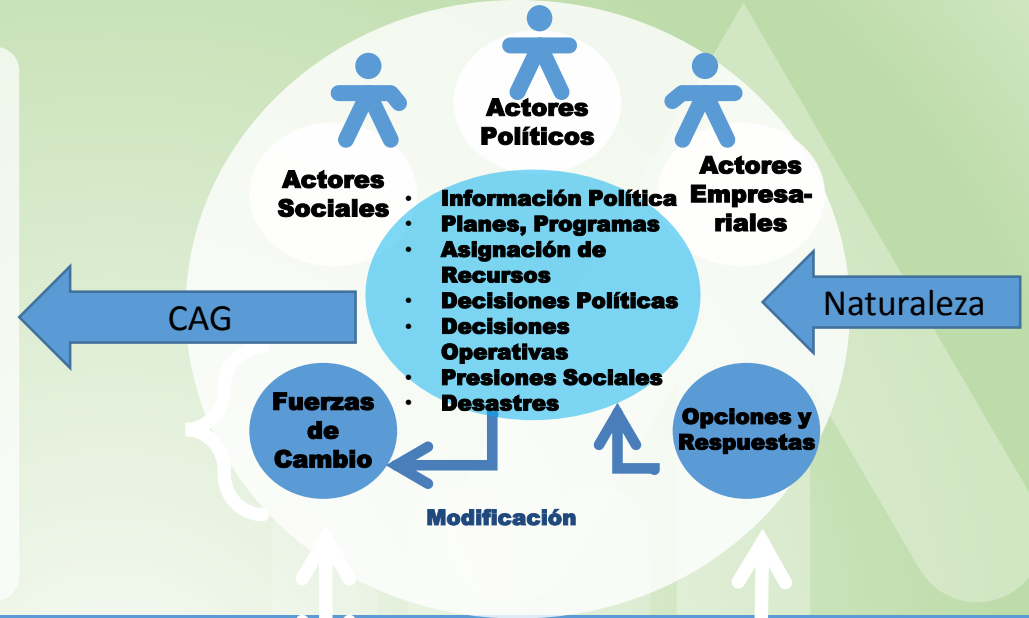 Actores
Políticos
Actores
Sociales
Actores
Empresa-
riales
• Información Política
• Planes, Programas
• Asignación de
Recursos
• Decisiones Políticas
• Decisiones
Operativas
• Presiones Sociales
• Desastres
CAG
Naturaleza
Fuerzas
de
Cambio
Opciones y
Respuestas
Modificación